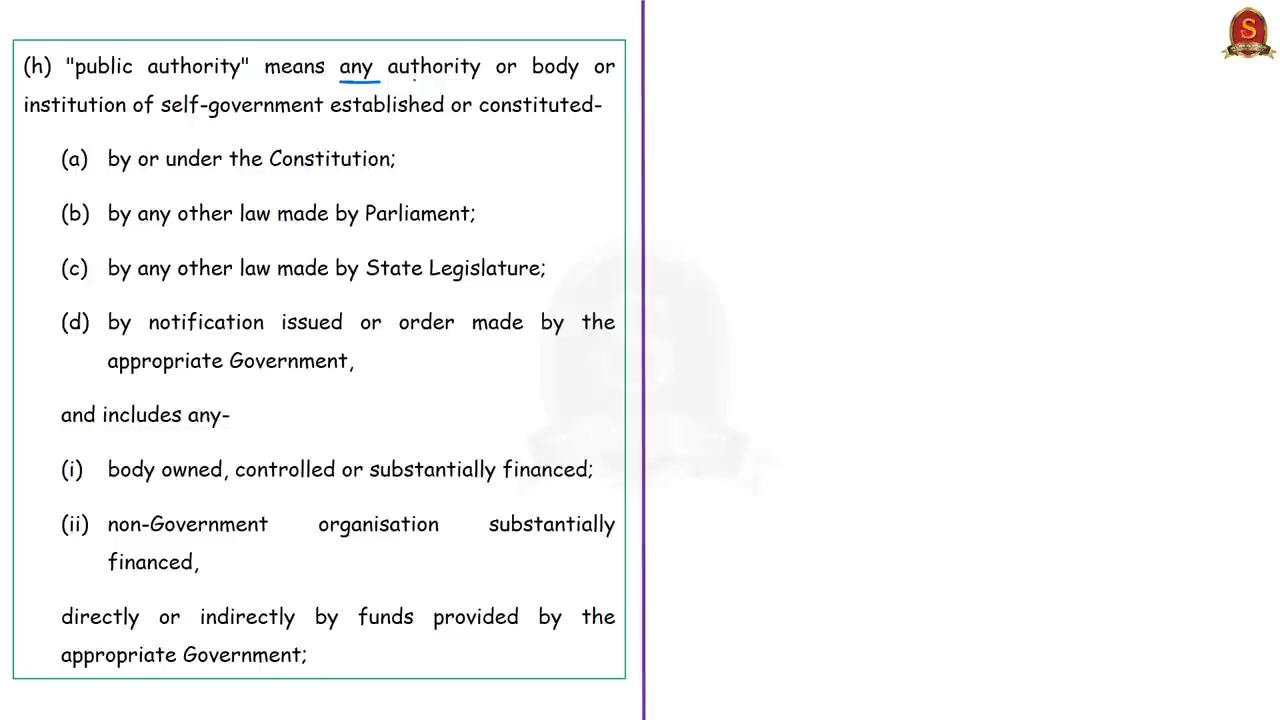 (h) "public authority" means any authority or body or
institution of self-government established or constituted-
(a) by or under the Constitution;
(b) by any other law made by Parliament;
(c) by any other law made by State Legislature;
(d) by notification issued or order made by the
appropriate Government,
and includes any-
(i) body owned, controlled or substantially financed;
(ii) non-Government organisation substantially
financed,
directly or indirectly by funds provided by the
appropriate Government;
S